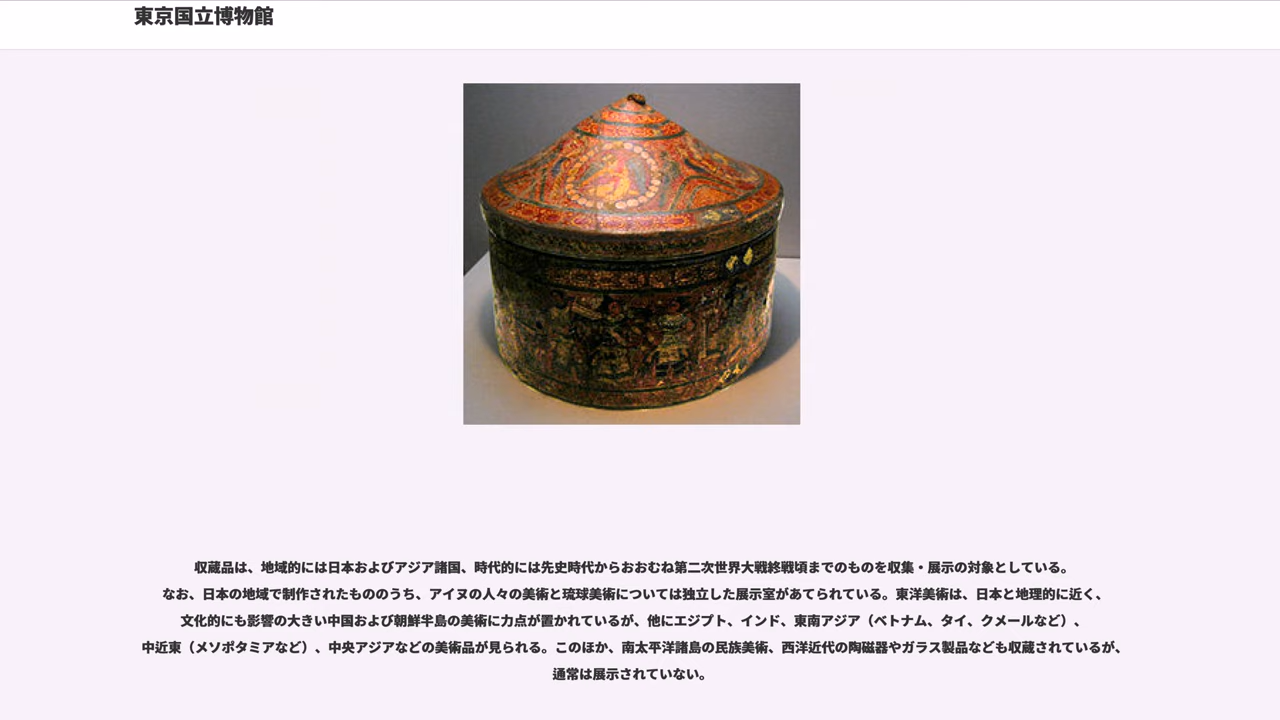 東京国立博物館
収蔵品は、地域的には日本およびアジア諸国、時代的には先史時代からおおむね第二次世界大戦終戦頃までのものを収集・展示の対象としている。
なお、日本の地域で制作されたもののうち、アイヌの人々の美術と琉球美術については独立した展示室があてられている。東洋美術は、日本と地理的に近く、
文化的にも影響の大きい中国および朝鮮半島の美術に力点が置かれているが、他にエジプト、インド、東南アジア（ベトナム、タイ、クメールなど）、
中近東（メソポタミアなど）、中央アジアなどの美術品が見られる。このほか、南太平洋諸島の民族美術、西洋近代の陶磁器やガラス製品なども収蔵されているが、
通常は展示されていない。